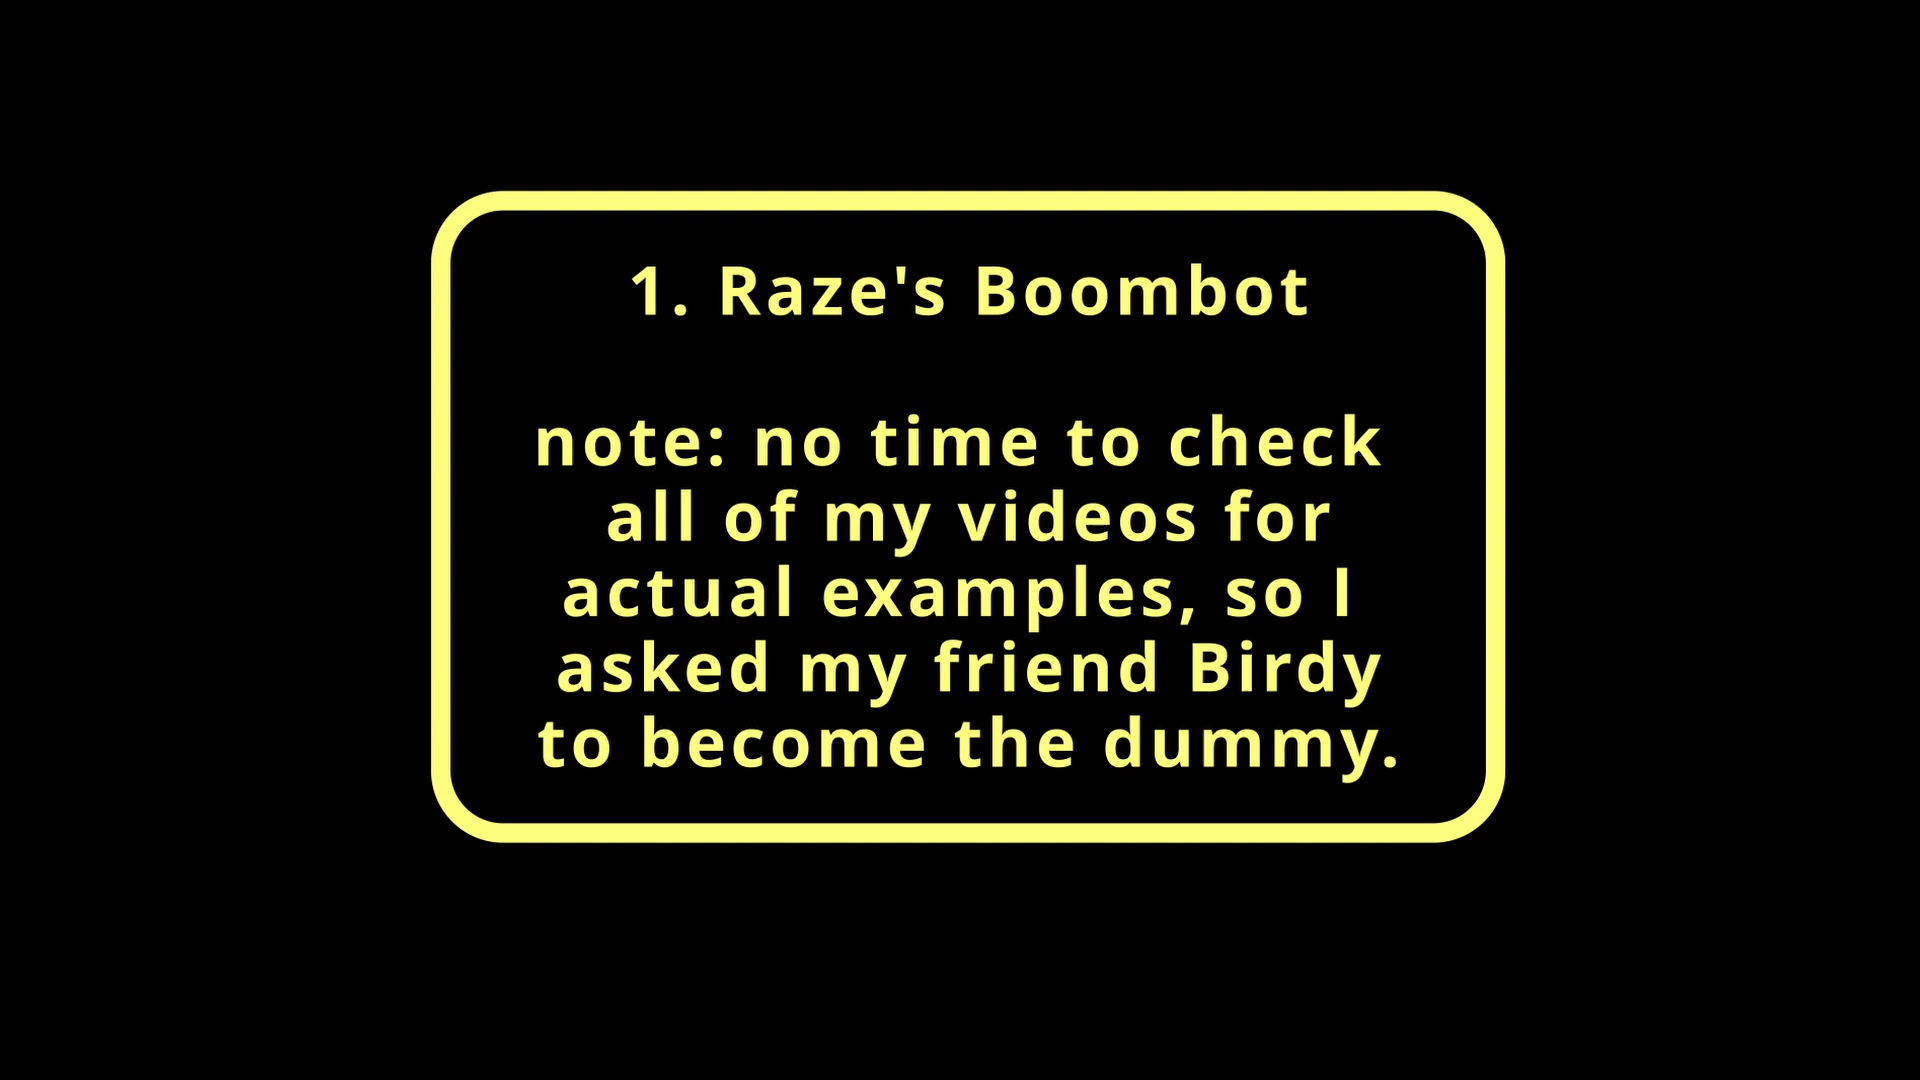 1. Raze's Boombot
note: no time to check
all of my videos for
actual examples, so I
asked my friend Birdy
to become the dummy.